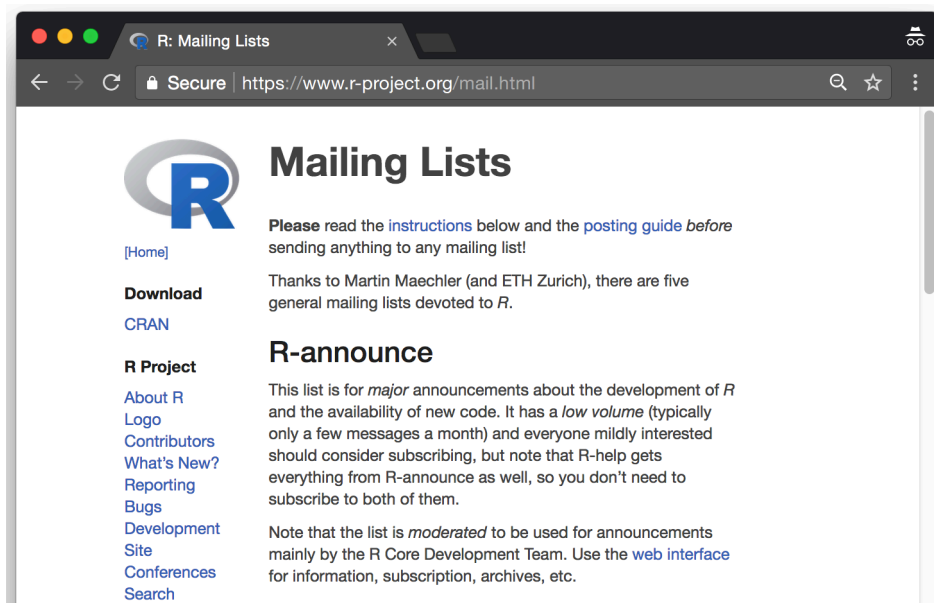 R: Mailing Lists
Secure https://www.r-project.org/mail.html
R
[Home]
Download
CRAN
R Project
About R
Logo
Contributors
What's New?
Reporting
Bugs
Development
Site
Conferences
Search
Mailing Lists
Please read the instructions below and the posting guide before
sending anything to any mailing list!
Thanks to Martin Maechler (and ETH Zurich), there are five
general mailing lists devoted to R.
R-announce
This list is for major announcements about the development of R
and the availability of new code. It has a low volume (typically
only a few messages a month) and everyone mildly interested
should consider subscribing, but note that R-help gets
everything from R-announce as well, so you don't need to
subscribe to both of them.
Note that the list is moderated to be used for announcements
mainly by the R Core Development Team. Use the web interface
for information, subscription, archives, etc.